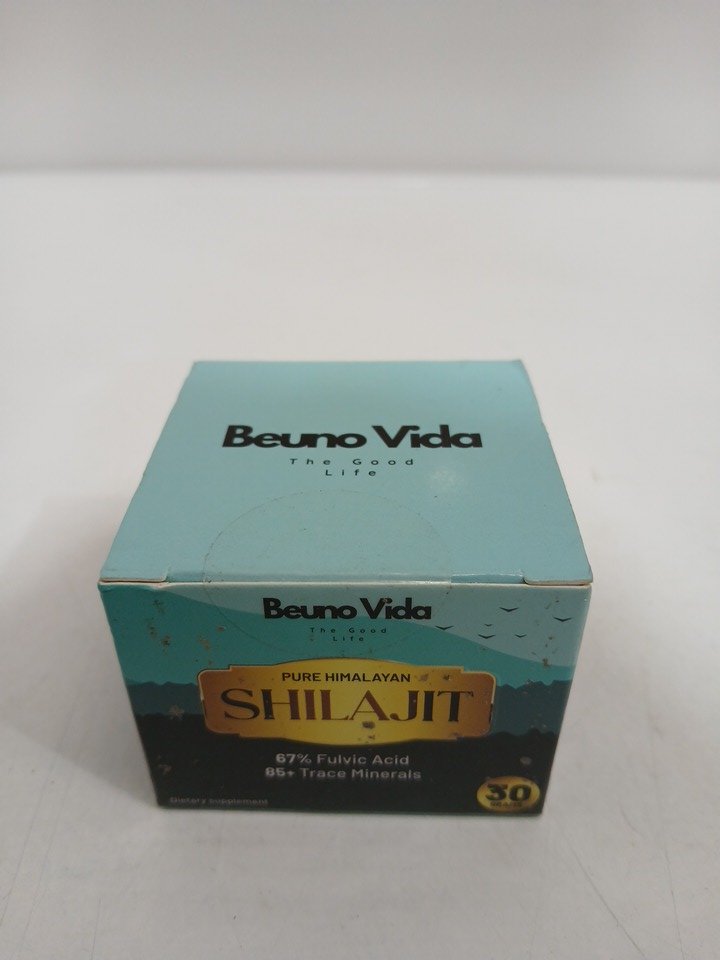 Beuno Vida
The Good
Life
Beuno Vida
The Good
Life
PURE HIMALAYAN
SHILAJIT
67% Fulvic Acid
85+ Trace Minerals
Dietary supplement
30
GRAMS